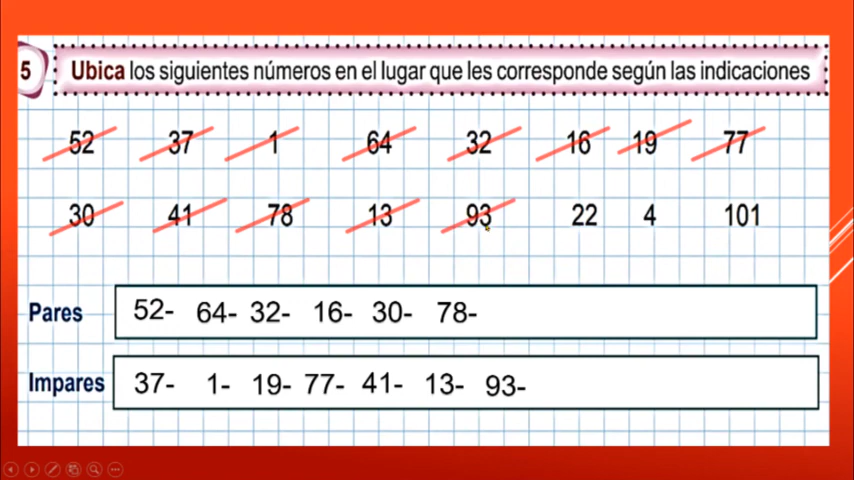 5 Ubica los siguientes números en el lugar que les corresponde según las indicaciones
52 37 1 64 32 16 19 77
30 41 78 13 93 22 4 101
Pares 52- 64- 32- 16- 30- 78-
Impares 37- 1- 19- 77- 41- 13- 93-